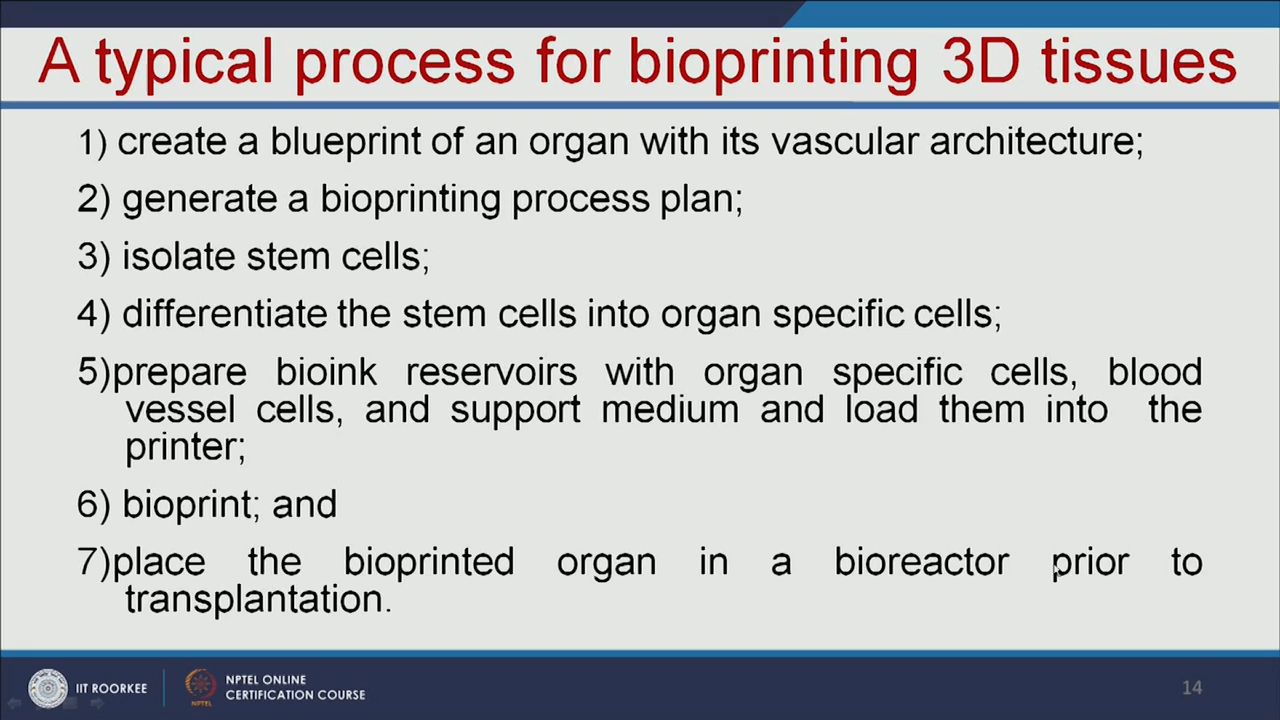 A typical process for bioprinting 3D tissues
1) create a blueprint of an organ with its vascular architecture;
2) generate a bioprinting process plan;
3) isolate stem cells;
4) differentiate the stem cells into organ specific cells;
5)prepare bioink reservoirs with organ specific cells, blood
vessel cells, and support medium and load them into the
printer;
6) bioprint; and
7)place the bioprinted organ in a bioreactor prior to
transplantation.
IIT ROORKEE
NPTEL
NPTEL ONLINE
CERTIFICATION COURSE
14